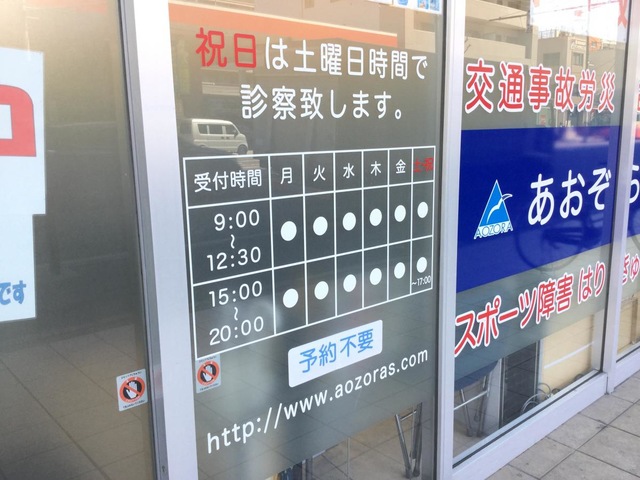 祝日は土曜日時間で
診察致します。
受付時間 月 火 水 木 金 土・祝
9:00
～
12:30
● ● ● ● ● ●
15:00
～
20:00
● ● ● ● ● ●
～17:00
予約不要
http://www.aozoras.com
です
交通事故労災
AOZORA
あおぞら
スポーツ障害 はり きゅ